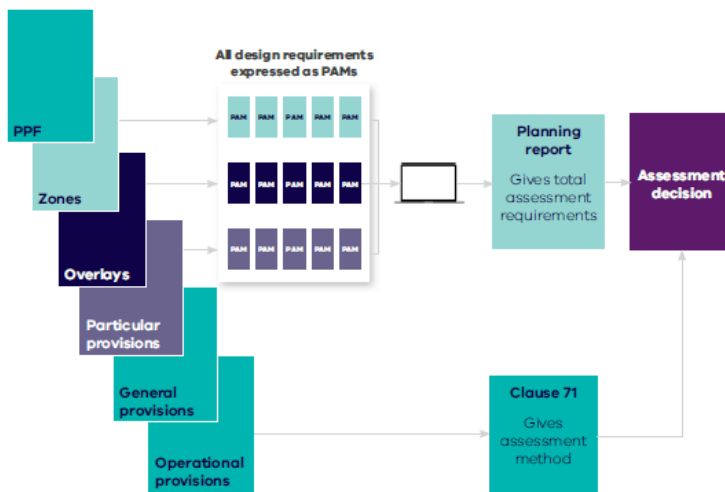 All design requirements
expressed as PAMs
PPF
PAM PAM PAM PAM PAM
Zones
PAM PAM PAM PAM PAM
Overlays
PAM PAM PAM PAM PAM
Particular
provisions
General
provisions
Operational
provisions
Planning
report
Gives total
assessment
requirements
Assessment
decision
Clause 71
Gives
assessment
method